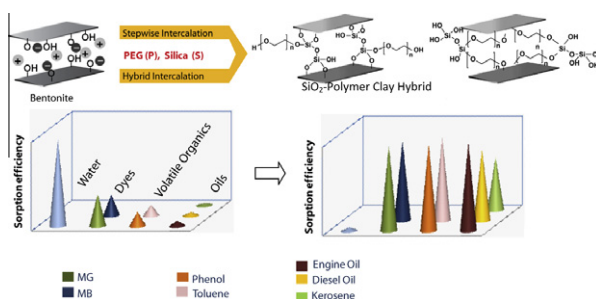 Stepwise Intercalation
PEG (P), Silica (S)
Hybrid Intercalation
Bentonite
SiO₂-Polymer Clay Hybrid
Sorption efficiency
Water
Dyes
Volatile Organics
Oils
Sorption efficiency
MG
MB
Phenol
Toluene
Engine Oil
Diesel Oil
Kerosene